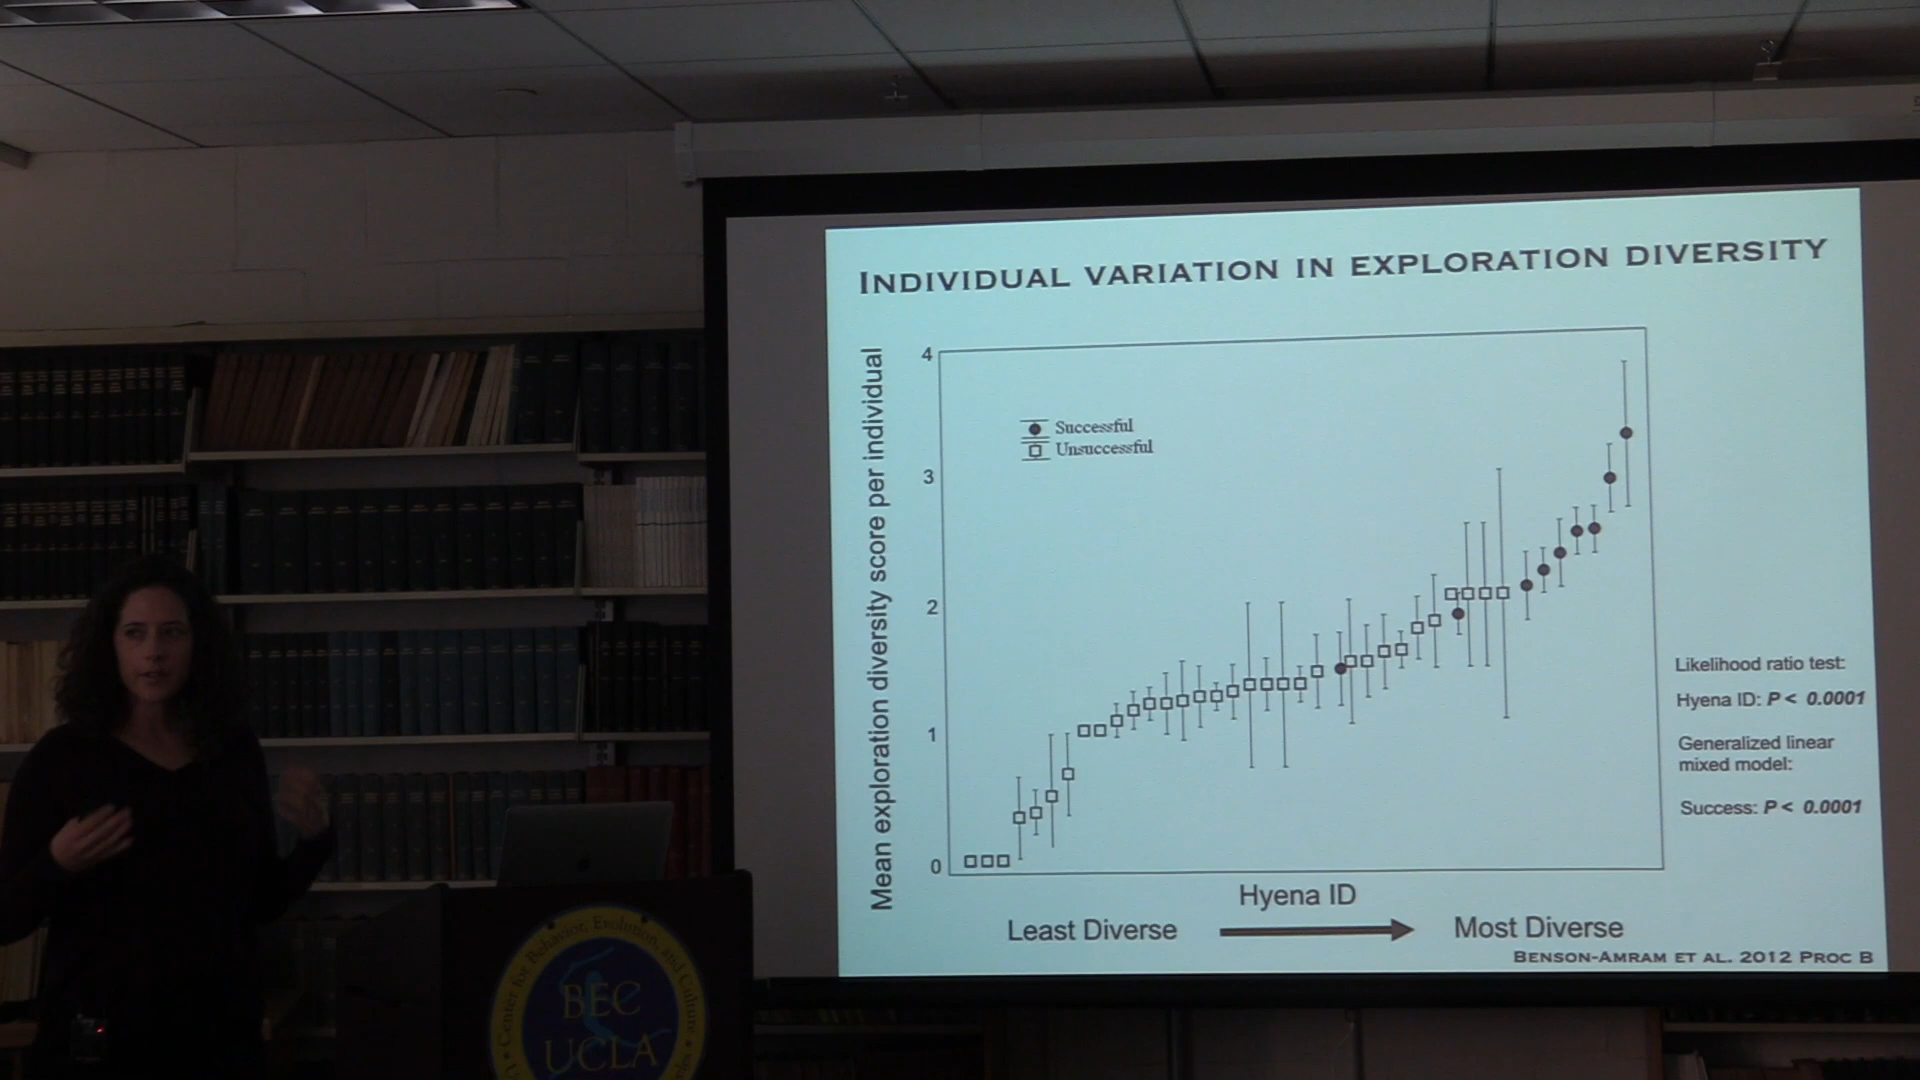 INDIVIDUAL VARIATION IN EXPLORATION DIVERSITY
Mean exploration diversity score per individual
4
3
2
1
0
Successful
Unsuccessful
Likelihood ratio test:
Hyena ID: P < 0.0001
Generalized linear
mixed model:
Success: P < 0.0001
Hyena ID
Least Diverse
Most Diverse
BENSON-AMRAM ET AL. 2012 PROC B
Center for Behavior, Evolution, and Culture
BEC
UCLA